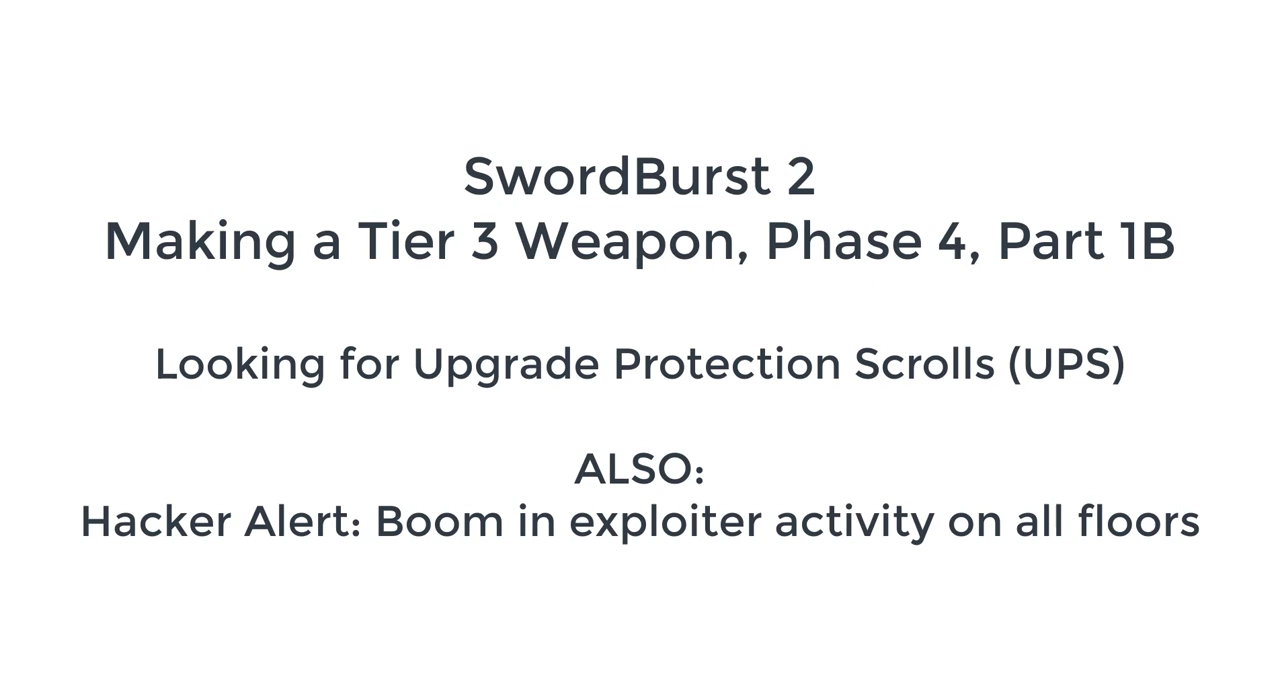 SwordBurst 2
Making a Tier 3 Weapon, Phase 4, Part 1B
Looking for Upgrade Protection Scrolls (UPS)
ALSO:
Hacker Alert: Boom in exploiter activity on all floors